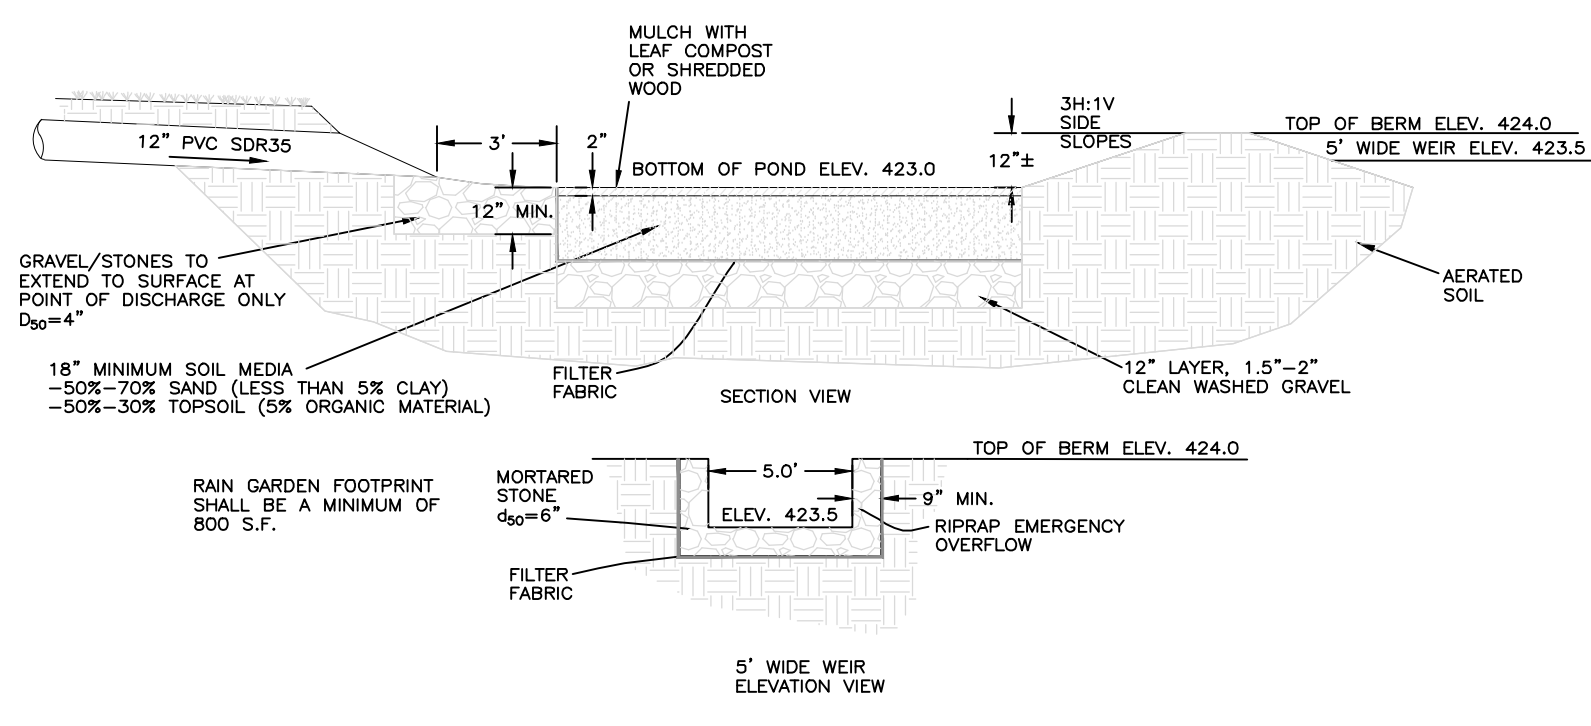 MULCH WITH
LEAF COMPOST
OR SHREDDED
WOOD
12" PVC SDR35
3'
2"
BOTTOM OF POND ELEV. 423.0
12"±
3H:1V
SIDE
SLOPES
TOP OF BERM ELEV. 424.0
5' WIDE WEIR ELEV. 423.5
12" MIN.
GRAVEL/STONES TO
EXTEND TO SURFACE AT
POINT OF DISCHARGE ONLY
D50=4"
AERATED
SOIL
18" MINIMUM SOIL MEDIA
-50%-70% SAND (LESS THAN 5% CLAY)
-50%-30% TOPSOIL (5% ORGANIC MATERIAL)
FILTER
FABRIC
12" LAYER, 1.5"-2"
CLEAN WASHED GRAVEL
SECTION VIEW
RAIN GARDEN FOOTPRINT
SHALL BE A MINIMUM OF
800 S.F.
TOP OF BERM ELEV. 424.0
MORTARED
STONE
d50=6"
5.0'
9" MIN.
ELEV. 423.5
RIPRAP EMERGENCY
OVERFLOW
FILTER
FABRIC
5' WIDE WEIR
ELEVATION VIEW